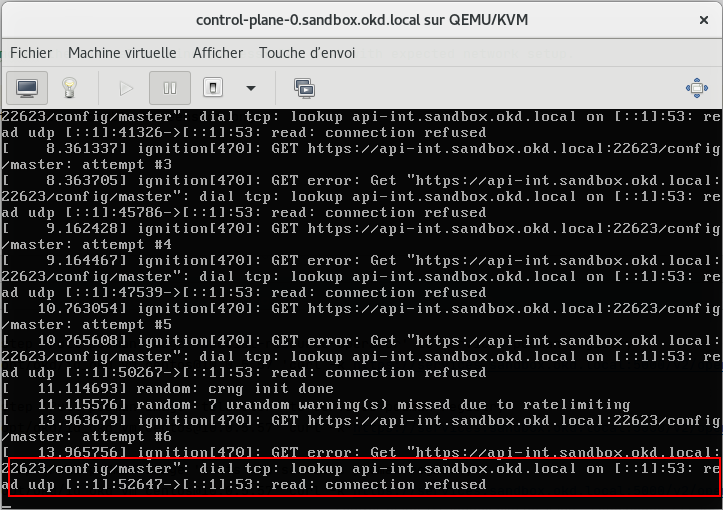 control-plane-0.sandbox.okd.local sur QEMU/KVM
Fichier Machine virtuelle Afficher Touche d'envoi
22623/config/master": dial tcp: lookup api-int.sandbox.okd.local on [::1]:53: re
ad udp [::1]:41326->[::1]:53: read: connection refused
[    8.361337] ignition[470]: GET https://api-int.sandbox.okd.local:22623/config
/master: attempt #3
[    8.363705] ignition[470]: GET error: Get "https://api-int.sandbox.okd.local:
22623/config/master": dial tcp: lookup api-int.sandbox.okd.local on [::1]:53: re
ad udp [::1]:45786->[::1]:53: read: connection refused
[    9.162428] ignition[470]: GET https://api-int.sandbox.okd.local:22623/config
/master: attempt #4
[    9.164467] ignition[470]: GET error: Get "https://api-int.sandbox.okd.local:
22623/config/master": dial tcp: lookup api-int.sandbox.okd.local on [::1]:53: re
ad udp [::1]:47539->[::1]:53: read: connection refused
[   10.763054] ignition[470]: GET https://api-int.sandbox.okd.local:22623/config
/master: attempt #5
[   10.765608] ignition[470]: GET error: Get "https://api-int.sandbox.okd.local:
22623/config/master": dial tcp: lookup api-int.sandbox.okd.local on [::1]:53: re
ad udp [::1]:50267->[::1]:53: read: connection refused
[   11.114693] random: crng init done
[   11.115576] random: 7 urandom warning(s) missed due to ratelimiting
[   13.963679] ignition[470]: GET https://api-int.sandbox.okd.local:22623/config
/master: attempt #6
[   13.965756] ignition[470]: GET error: Get "https://api-int.sandbox.okd.local:
22623/config/master": dial tcp: lookup api-int.sandbox.okd.local on [::1]:53: re
ad udp [::1]:52647->[::1]:53: read: connection refused